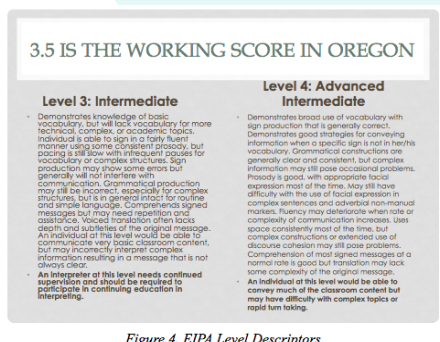 3.5 IS THE WORKING SCORE IN OREGON
Level 3: Intermediate
• Demonstrates knowledge of basic
vocabulary, but will lack vocabulary for more
technical, complex, or academic topics.
Individual is able to sign in a fairly fluent
manner using some consistent prosody, but
pacing is still slow with infrequent pauses for
vocabulary or complex structures. Sign
production may show some errors but
generally will not interfere with
communication. Grammatical production
may still be incorrect, especially for complex
structures, but is in general intact for routine
and simple language. Comprehends signed
messages but may need repetition and
assistance. Voiced translation often lacks
depth and subtleties of the original message.
An individual at this level would be able to
communicate very basic classroom content,
but may incorrectly interpret complex
information resulting in a message that is not
always clear.
• An interpreter at this level needs continued
supervision and should be required to
participate in continuing education in
interpreting.
Level 4: Advanced
Intermediate
• Demonstrates broad use of vocabulary with
sign production that is generally correct.
Demonstrates good strategies for conveying
information when a specific sign is not in her/his
vocabulary. Grammatical constructions are
generally clear and consistent, but complex
information may still pose occasional problems.
Prosody is good, with appropriate facial
expression most of the time. May still have
difficulty with the use of facial expression in
complex sentences and adverbial non-manual
markers. Fluency may deteriorate when rate or
complexity of communication increases. Uses
space consistently most of the time, but
complex constructions or extended use of
discourse cohesion may still pose problems.
Comprehension of most signed messages at a
normal rate is good but translation may lack
some complexity of the original message.
• An individual at this level would be able to
convey much of the classroom content but
may have difficulty with complex topics or
rapid turn taking.
Figure 4. EIPA Level Descriptors